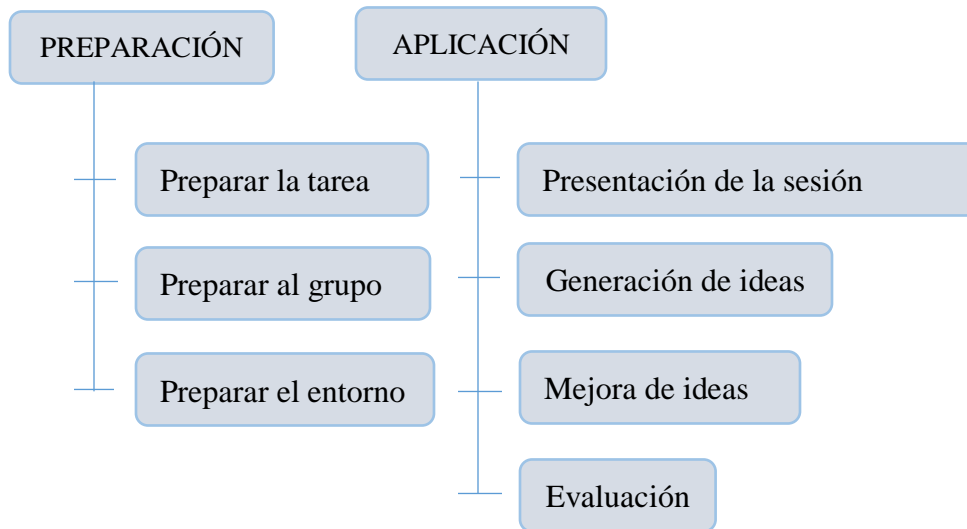 PREPARACIÓN
Preparar la tarea
Preparar al grupo
Preparar el entorno
APLICACIÓN
Presentación de la sesión
Generación de ideas
Mejora de ideas
Evaluación